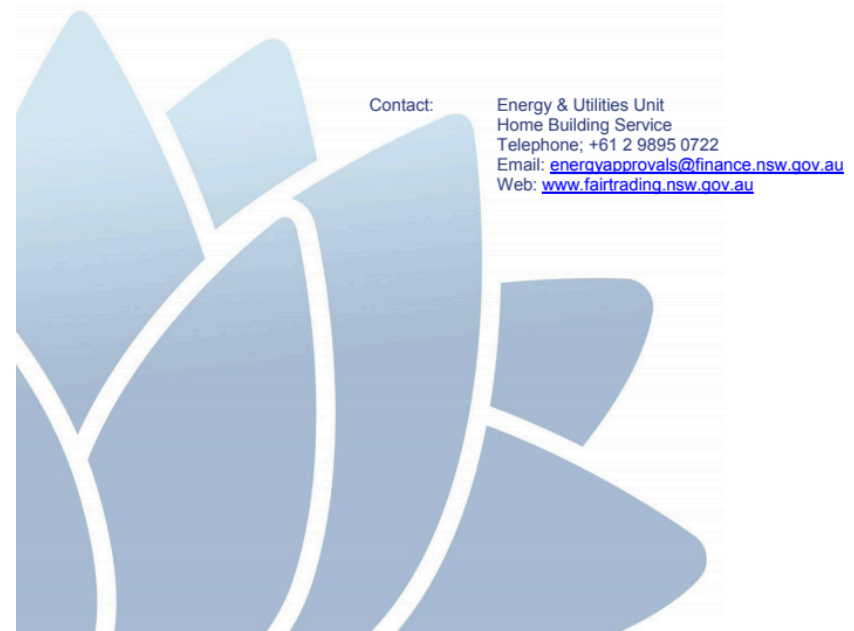 Contact: Energy & Utilities Unit
Home Building Service
Telephone; +61 2 9895 0722
Email: energyapprovals@finance.nsw.gov.au
Web: www.fairtrading.nsw.gov.au